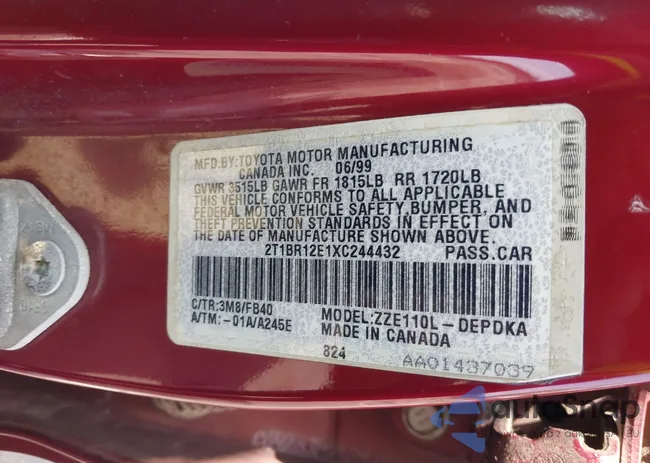 MFD.BY:TOYOTA MOTOR MANUFACTURING
CANADA INC. 06/99
GVWR 3515LB GAWR FR 1815LB RR 1720LB
THIS VEHICLE CONFORMS TO ALL APPLICABLE
FEDERAL MOTOR VEHICLE SAFETY, BUMPER, AND
THEFT PREVENTION STANDARDS IN EFFECT ON
THE DATE OF MANUFACTURE SHOWN ABOVE.
2T1BR12E1XC244432 PASS.CAR
C/TR:3M8/FB40 MODEL:ZZE110L-DEPDKA
A/TM:-01A/A245E MADE IN CANADA
824 AA01437039
autoSnap